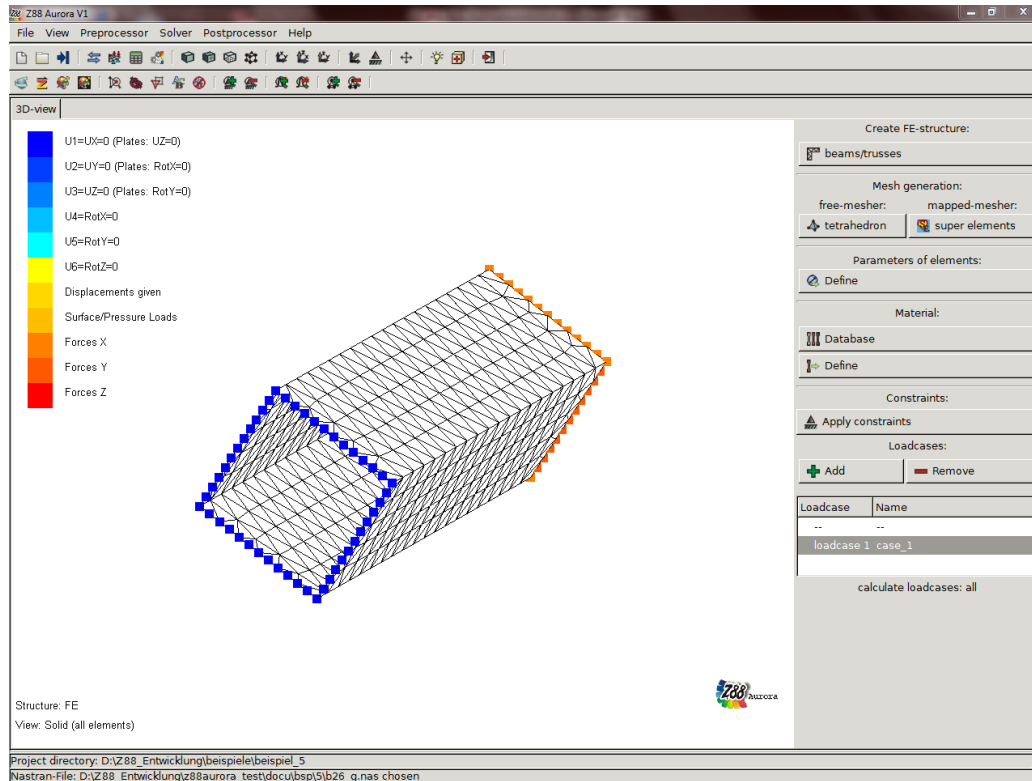 Z88 Aurora V1
File View Preprocessor Solver Postprocessor Help
3D-view
U1=UX=0 (Plates: UZ=0)
U2=UY=0 (Plates: RotX=0)
U3=UZ=0 (Plates: RotY=0)
U4=RotX=0
U5=RotY=0
U6=RotZ=0
Displacements given
Surface/Pressure Loads
Forces X
Forces Y
Forces Z
Structure: FE
View: Solid (all elements)
Z88 Aurora
Create FE-structure:
beams/trusses
Mesh generation:
free-mesher: mapped-mesher:
tetrahedron super elements
Parameters of elements:
Define
Material:
Database
Define
Constraints:
Apply constraints
Loadcases:
Add Remove
Loadcase Name
-- --
loadcase 1 case_1
calculate loadcases: all
Project directory: D:\Z88_Entwicklung\beispiele\beispiel_5
Nastran-File: D:\Z88_Entwicklung\z88aurora_test\docu\bsp\5\b26_g.nas chosen